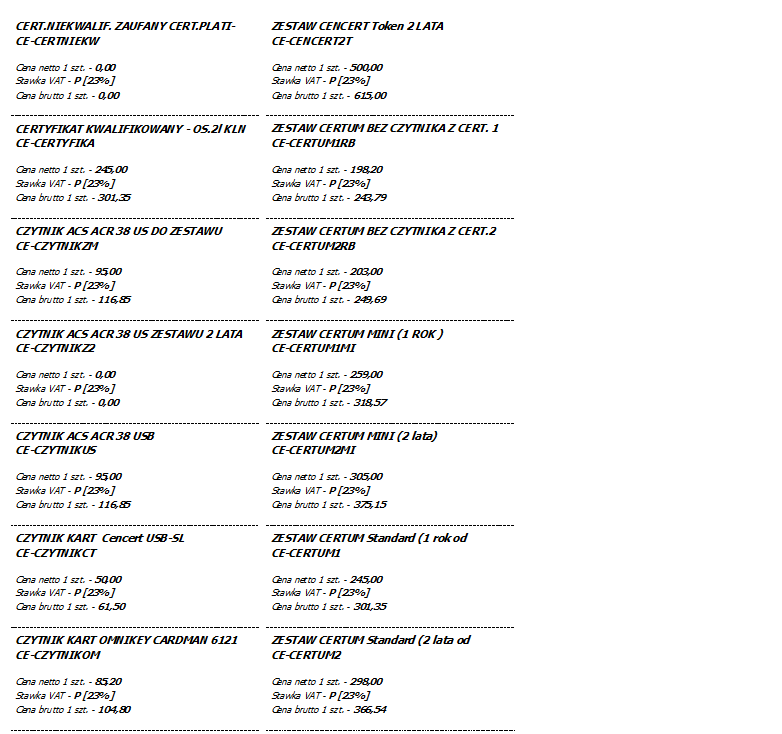 CERT.NIEKWALIF. ZAUFANY CERT.PLATI-
CE-CERTNIEKW
Cena netto 1 szt. - 0,00
Stawka VAT - P [23%]
Cena brutto 1 szt. - 0,00
CERTYFIKAT KWALIFIKOWANY - OS.2l KLN
CE-CERTYFIKA
Cena netto 1 szt. - 245,00
Stawka VAT - P [23%]
Cena brutto 1 szt. - 301,35
CZYTNIK ACS ACR 38 US DO ZESTAWU
CE-CZYTNIKZM
Cena netto 1 szt. - 95,00
Stawka VAT - P [23%]
Cena brutto 1 szt. - 116,85
CZYTNIK ACS ACR 38 US ZESTAWU 2 LATA
CE-CZYTNIKZ2
Cena netto 1 szt. - 0,00
Stawka VAT - P [23%]
Cena brutto 1 szt. - 0,00
CZYTNIK ACS ACR 38 USB
CE-CZYTNIKUS
Cena netto 1 szt. - 95,00
Stawka VAT - P [23%]
Cena brutto 1 szt. - 116,85
CZYTNIK KART Cencert USB-SL
CE-CZYTNIKCT
Cena netto 1 szt. - 50,00
Stawka VAT - P [23%]
Cena brutto 1 szt. - 61,50
CZYTNIK KART OMNIKEY CARDMAN 6121
CE-CZYTNIKOM
Cena netto 1 szt. - 85,20
Stawka VAT - P [23%]
Cena brutto 1 szt. - 104,80
ZESTAW CENCERT Token 2 LATA
CE-CENCERT2T
Cena netto 1 szt. - 500,00
Stawka VAT - P [23%]
Cena brutto 1 szt. - 615,00
ZESTAW CERTUM BEZ CZYTNIKA Z CERT. 1
CE-CERTUM1RB
Cena netto 1 szt. - 198,20
Stawka VAT - P [23%]
Cena brutto 1 szt. - 243,79
ZESTAW CERTUM BEZ CZYTNIKA Z CERT.2
CE-CERTUM2RB
Cena netto 1 szt. - 203,00
Stawka VAT - P [23%]
Cena brutto 1 szt. - 249,69
ZESTAW CERTUM MINI (1 ROK )
CE-CERTUM1MI
Cena netto 1 szt. - 259,00
Stawka VAT - P [23%]
Cena brutto 1 szt. - 318,57
ZESTAW CERTUM MINI (2 lata)
CE-CERTUM2MI
Cena netto 1 szt. - 305,00
Stawka VAT - P [23%]
Cena brutto 1 szt. - 375,15
ZESTAW CERTUM Standard (1 rok od
CE-CERTUM1
Cena netto 1 szt. - 245,00
Stawka VAT - P [23%]
Cena brutto 1 szt. - 301,35
ZESTAW CERTUM Standard (2 lata od
CE-CERTUM2
Cena netto 1 szt. - 298,00
Stawka VAT - P [23%]
Cena brutto 1 szt. - 366,54